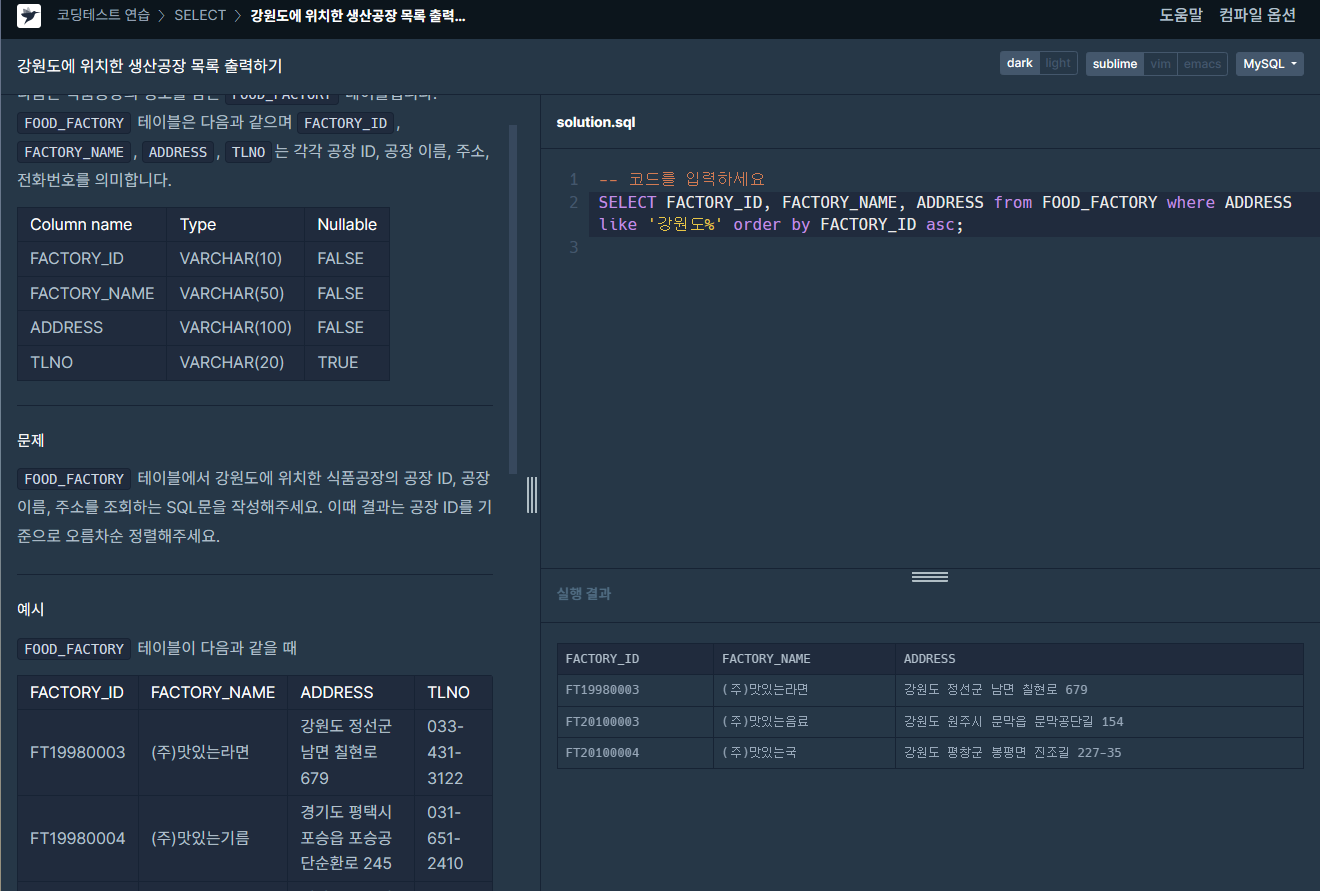 코딩테스트 연습 > SELECT > 강원도에 위치한 생산공장 목록 출력...
도움말 컴파일 옵션
강원도에 위치한 생산공장 목록 출력하기
dark light sublime vim emacs MySQL
FOOD_FACTORY 테이블입니다.
FOOD_FACTORY 테이블은 다음과 같으며 FACTORY_ID ,
FACTORY_NAME , ADDRESS , TLNO 는 각각 공장 ID, 공장 이름, 주소,
전화번호를 의미합니다.
Column name Type Nullable
FACTORY_ID VARCHAR(10) FALSE
FACTORY_NAME VARCHAR(50) FALSE
ADDRESS VARCHAR(100) FALSE
TLNO VARCHAR(20) TRUE
문제
FOOD_FACTORY 테이블에서 강원도에 위치한 식품공장의 공장 ID, 공장
이름, 주소를 조회하는 SQL문을 작성해주세요. 이때 결과는 공장 ID를 기
준으로 오름차순 정렬해주세요.
예시
FOOD_FACTORY 테이블이 다음과 같을 때
FACTORY_ID FACTORY_NAME ADDRESS TLNO
FT19980003 (주)맛있는라면 강원도 정선군 033-
남면 칠현로 431-
679 3122
FT19980004 (주)맛있는기름 경기도 평택시 031-
포승읍 포승공 651-
단순환로 245 2410
solution.sql
1 -- 코드를 입력하세요
2 SELECT FACTORY_ID, FACTORY_NAME, ADDRESS from FOOD_FACTORY where ADDRESS
like '강원도%' order by FACTORY_ID asc;
3
실행 결과
FACTORY_ID FACTORY_NAME ADDRESS
FT19980003 (주)맛있는라면 강원도 정선군 남면 칠현로 679
FT20100003 (주)맛있는음료 강원도 원주시 문막읍 문막공단길 154
FT20100004 (주)맛있는국 강원도 평창군 봉평면 진조길 227-35